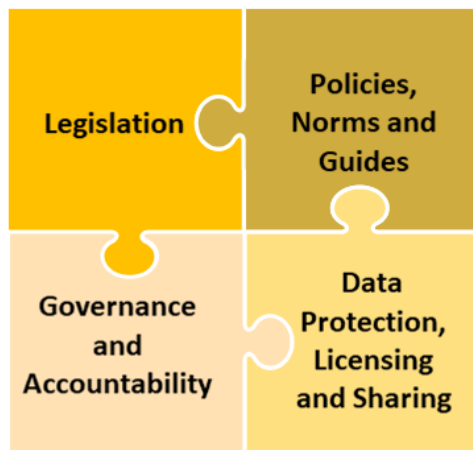 Legislation
Policies,
Norms and
Guides
Governance
and
Accountability
Data
Protection,
Licensing
and Sharing